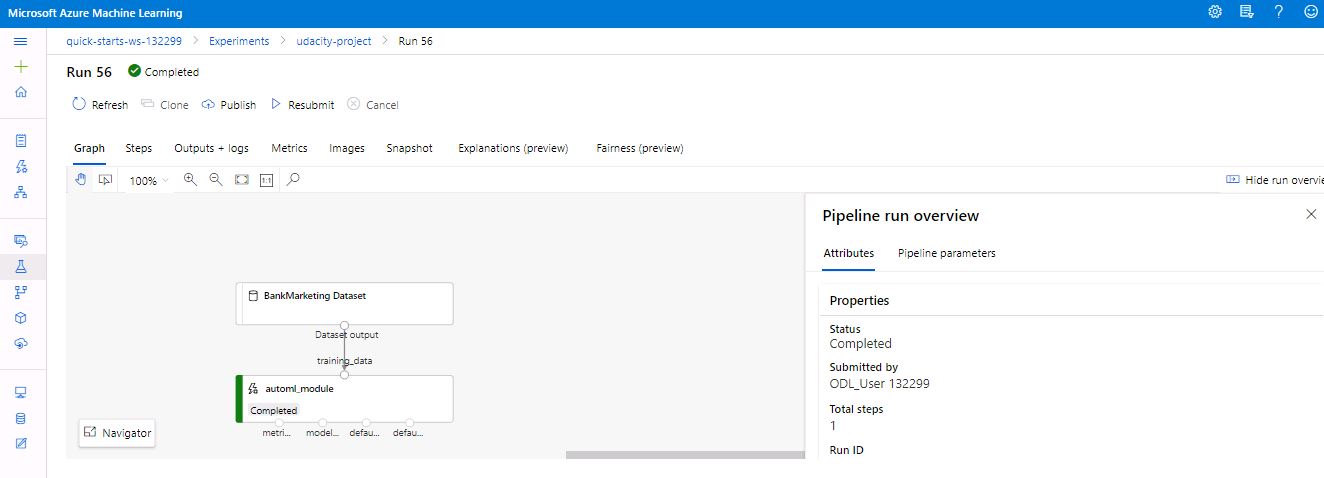 Microsoft Azure Machine Learning
quick-starts-ws-132299 > Experiments > udacity-project > Run 56
Run 56 Completed
Refresh Clone Publish Resubmit Cancel
Graph Steps Outputs + logs Metrics Images Snapshot Explanations (preview) Fairness (preview)
100% 1:1 Hide run overvie
Pipeline run overview
Attributes Pipeline parameters
BankMarketing Dataset
Dataset output
training_data
automl_module
Completed
metri... model... defau... defau...
Navigator
Properties
Status
Completed
Submitted by
ODL_User 132299
Total steps
1
Run ID